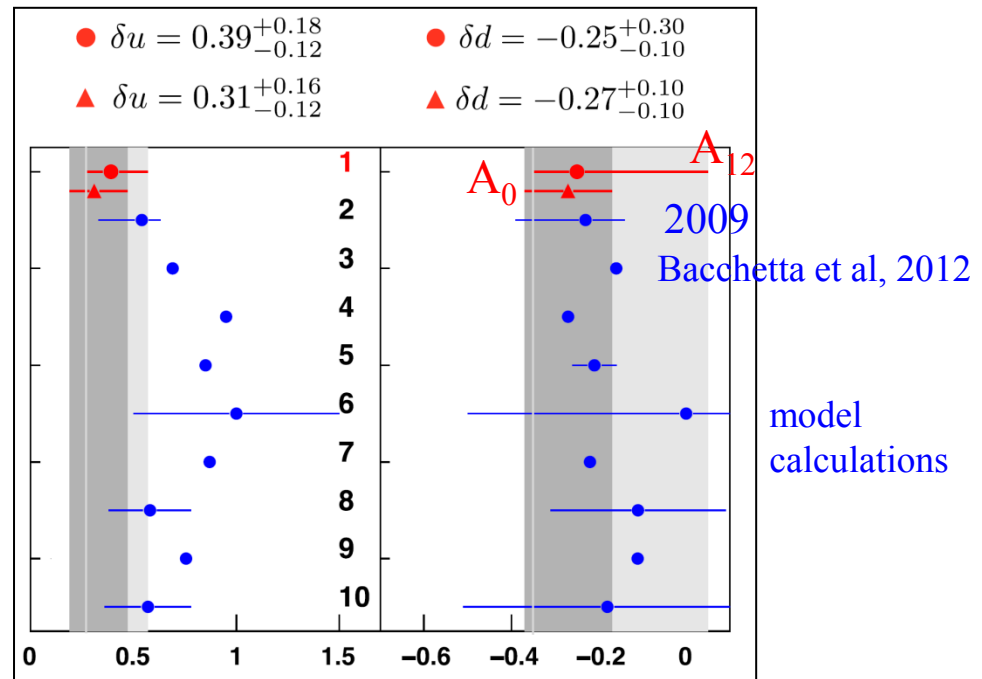 ● δu = 0.39^{+0.18}_{-0.12} ● δd = −0.25^{+0.30}_{-0.10}
▲ δu = 0.31^{+0.16}_{-0.12} ▲ δd = −0.27^{+0.10}_{-0.10}
1 A₁₂
A₀
2 2009
3 Bacchetta et al, 2012
4
5
6 model
calculations
7
8
9
10
0 0.5 1 1.5 −0.6 −0.4 −0.2 0